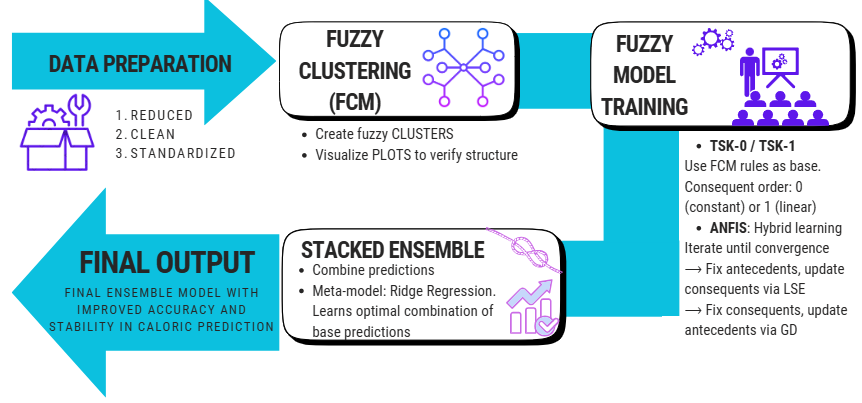 DATA PREPARATION
1. REDUCED
2. CLEAN
3. STANDARDIZED
FUZZY
CLUSTERING
(FCM)
• Create fuzzy CLUSTERS
• Visualize PLOTS to verify structure
FUZZY
MODEL
TRAINING
• TSK-0 / TSK-1
Use FCM rules as base.
Consequent order: 0
(constant) or 1 (linear)
• ANFIS: Hybrid learning
Iterate until convergence
→ Fix antecedents, update
consequents via LSE
→ Fix consequents, update
antecedents via GD
STACKED ENSEMBLE
• Combine predictions
• Meta-model: Ridge Regression.
Learns optimal combination of
base predictions
FINAL OUTPUT
FINAL ENSEMBLE MODEL WITH
IMPROVED ACCURACY AND
STABILITY IN CALORIC PREDICTION